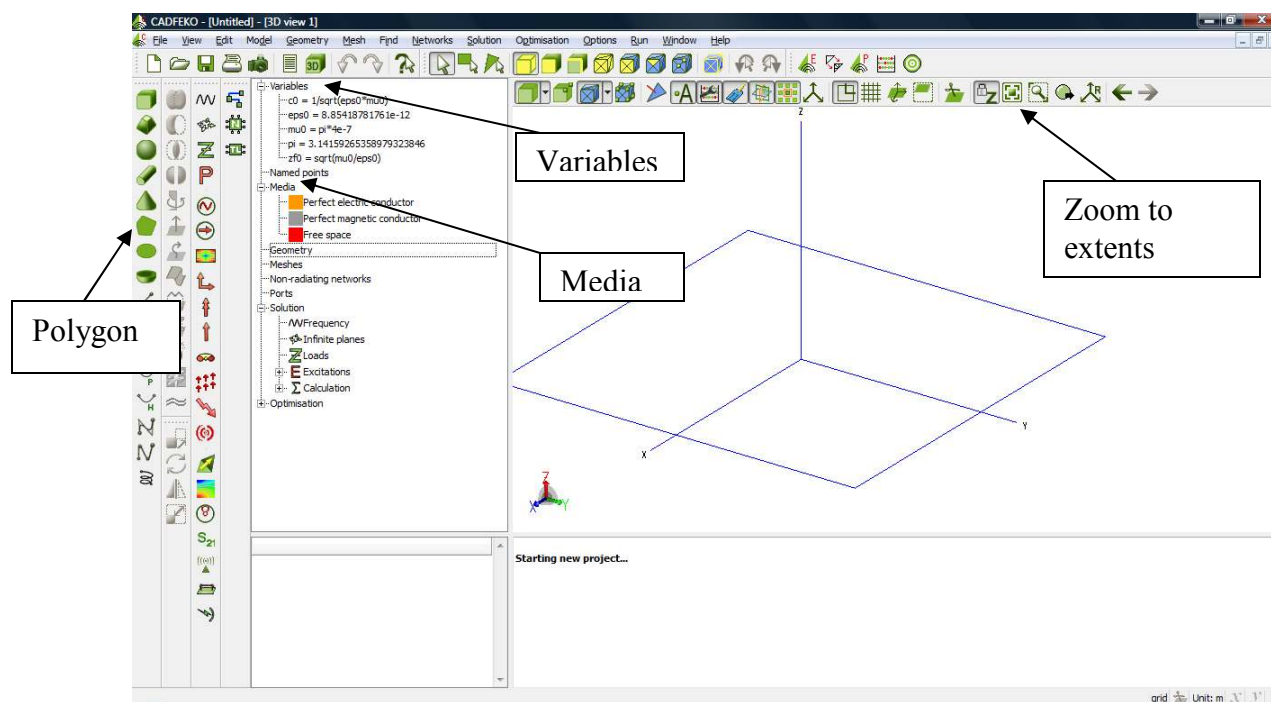 CADFEKO - [Untitled] - [3D view 1]
File View Edit Model Geometry Mesh Find Networks Solution Optimisation Options Run Window Help
3D
E
P
A
Z
R
Variables
c0 = 1/sqrt(eps0*mu0)
eps0 = 8.85418781761e-12
mu0 = pi*4e-7
pi = 3.14159265358979323846
zf0 = sqrt(mu0/eps0)
Named points
Media
Perfect electric conductor
Perfect magnetic conductor
Free space
Geometry
Meshes
Non-radiating networks
Ports
Solution
Frequency
Infinite planes
Loads
Excitations
Calculation
Optimisation
Variables
Media
Polygon
Zoom to
extents
Z
Y
X
Z
X
Y
N
TL
Z
P
P
H
S21
Starting new project...
grid Unit: m